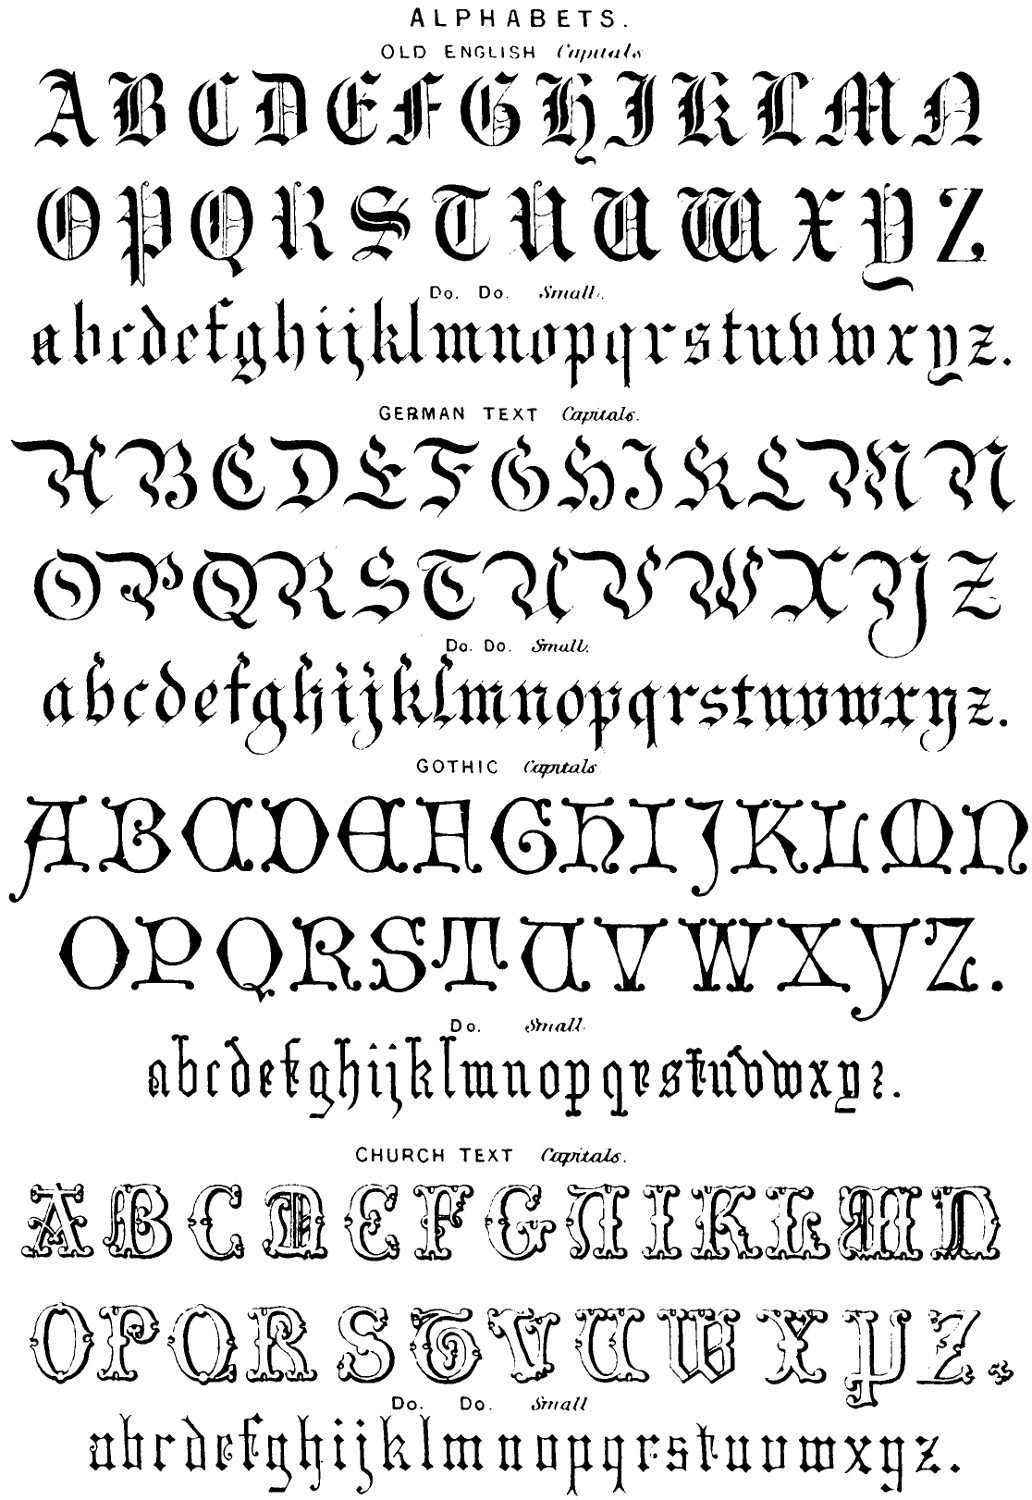 ALPHABETS.
OLD ENGLISH Capitals
A B C D E F G H I K L M N
O P Q R S T U U W X Y Z
Do. Do. Small.
a b c d e f g h i j k l m n o p q r s t u v w x y z.
GERMAN TEXT Capitals.
A B C D E F G H I K L M N
O P Q R S T U V W X Y Z
Do. Do. Small.
a b c d e f g h i j k l m n o p q r s t u v w x y z.
GOTHIC Capitals
A B C D E F G H I J K L M N
O P Q R S T U V W X Y Z.
Do. Small.
a b c d e f g h i j k l m n o p q r s t u v w x y z.
CHURCH TEXT Capitals.
A B C D E F G H I K L M N
O P Q R S T V U W X Y Z.
Do. Do. Small
a b c d e f g h i j k l m n o p q r s t u v w x y z.